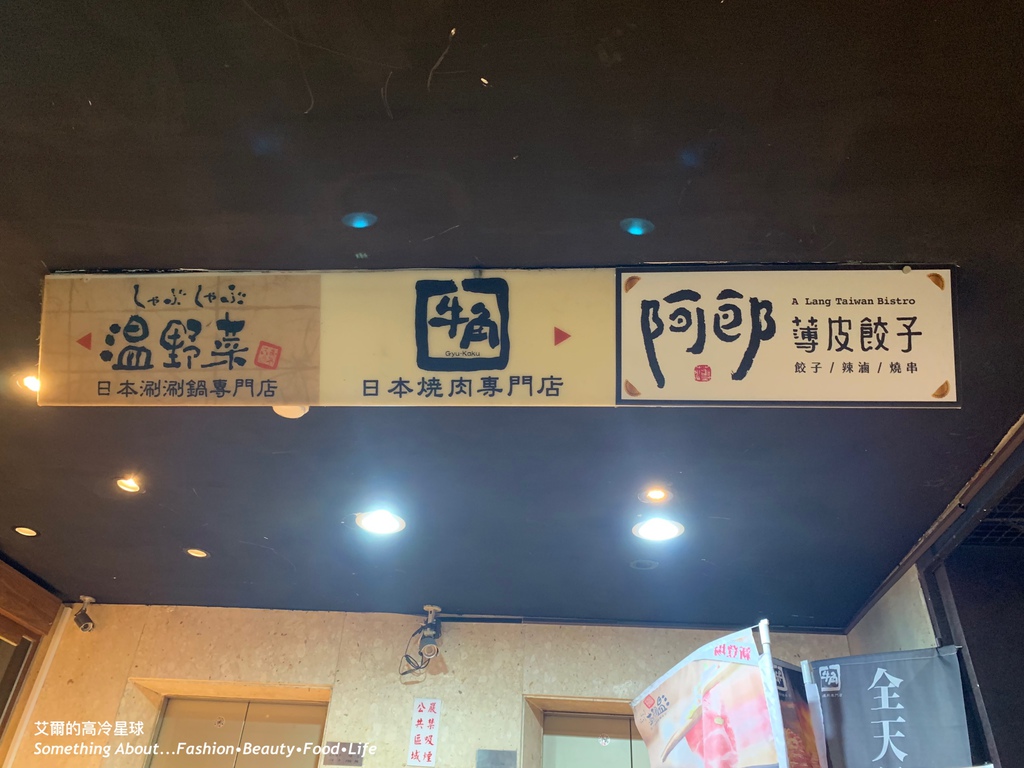 しゃぶしゃぶ
温野菜
日本涮涮鍋專門店
牛角
Gyu-Kaku
日本燒肉專門店
阿郎
A Lang Taiwan Bistro
薄皮餃子
餃子 / 辣滷 / 燒串
嚴禁吸煙
公共區域
牛角
全天
艾爾的高冷星球
Something About...Fashion•Beauty•Food•Life